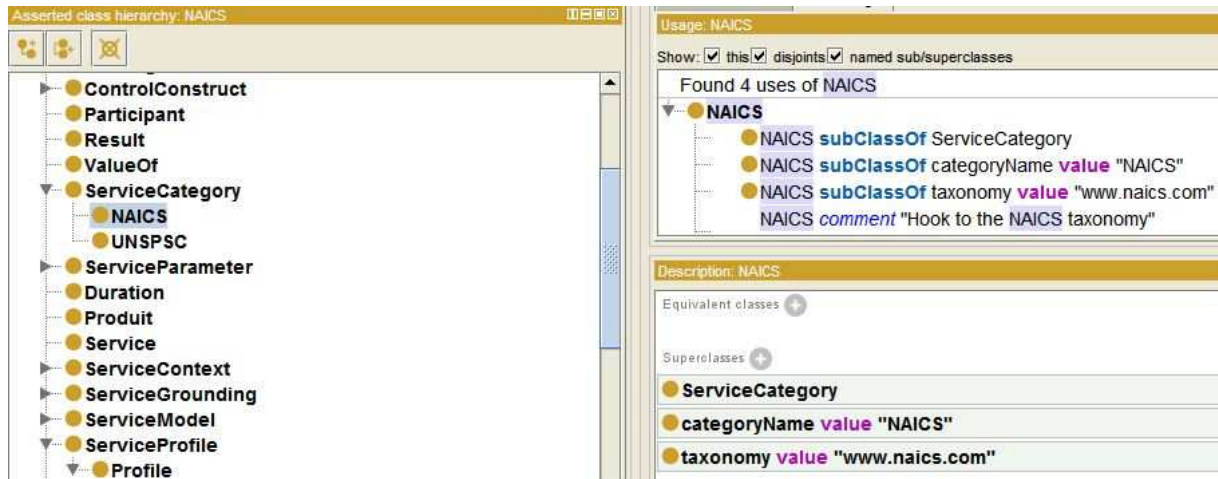 Asserted class hierarchy: NAICS
ControlConstruct
Participant
Result
ValueOf
ServiceCategory
NAICS
UNSPSC
ServiceParameter
Duration
Produit
Service
ServiceContext
ServiceGrounding
ServiceModel
ServiceProfile
Profile
Usage: NAICS
Show: this disjoints named sub/superclasses
Found 4 uses of NAICS
NAICS
NAICS subClassOf ServiceCategory
NAICS subClassOf categoryName value "NAICS"
NAICS subClassOf taxonomy value "www.naics.com"
NAICS comment "Hook to the NAICS taxonomy"
Description: NAICS
Equivalent classes
Superclasses
ServiceCategory
categoryName value "NAICS"
taxonomy value "www.naics.com"